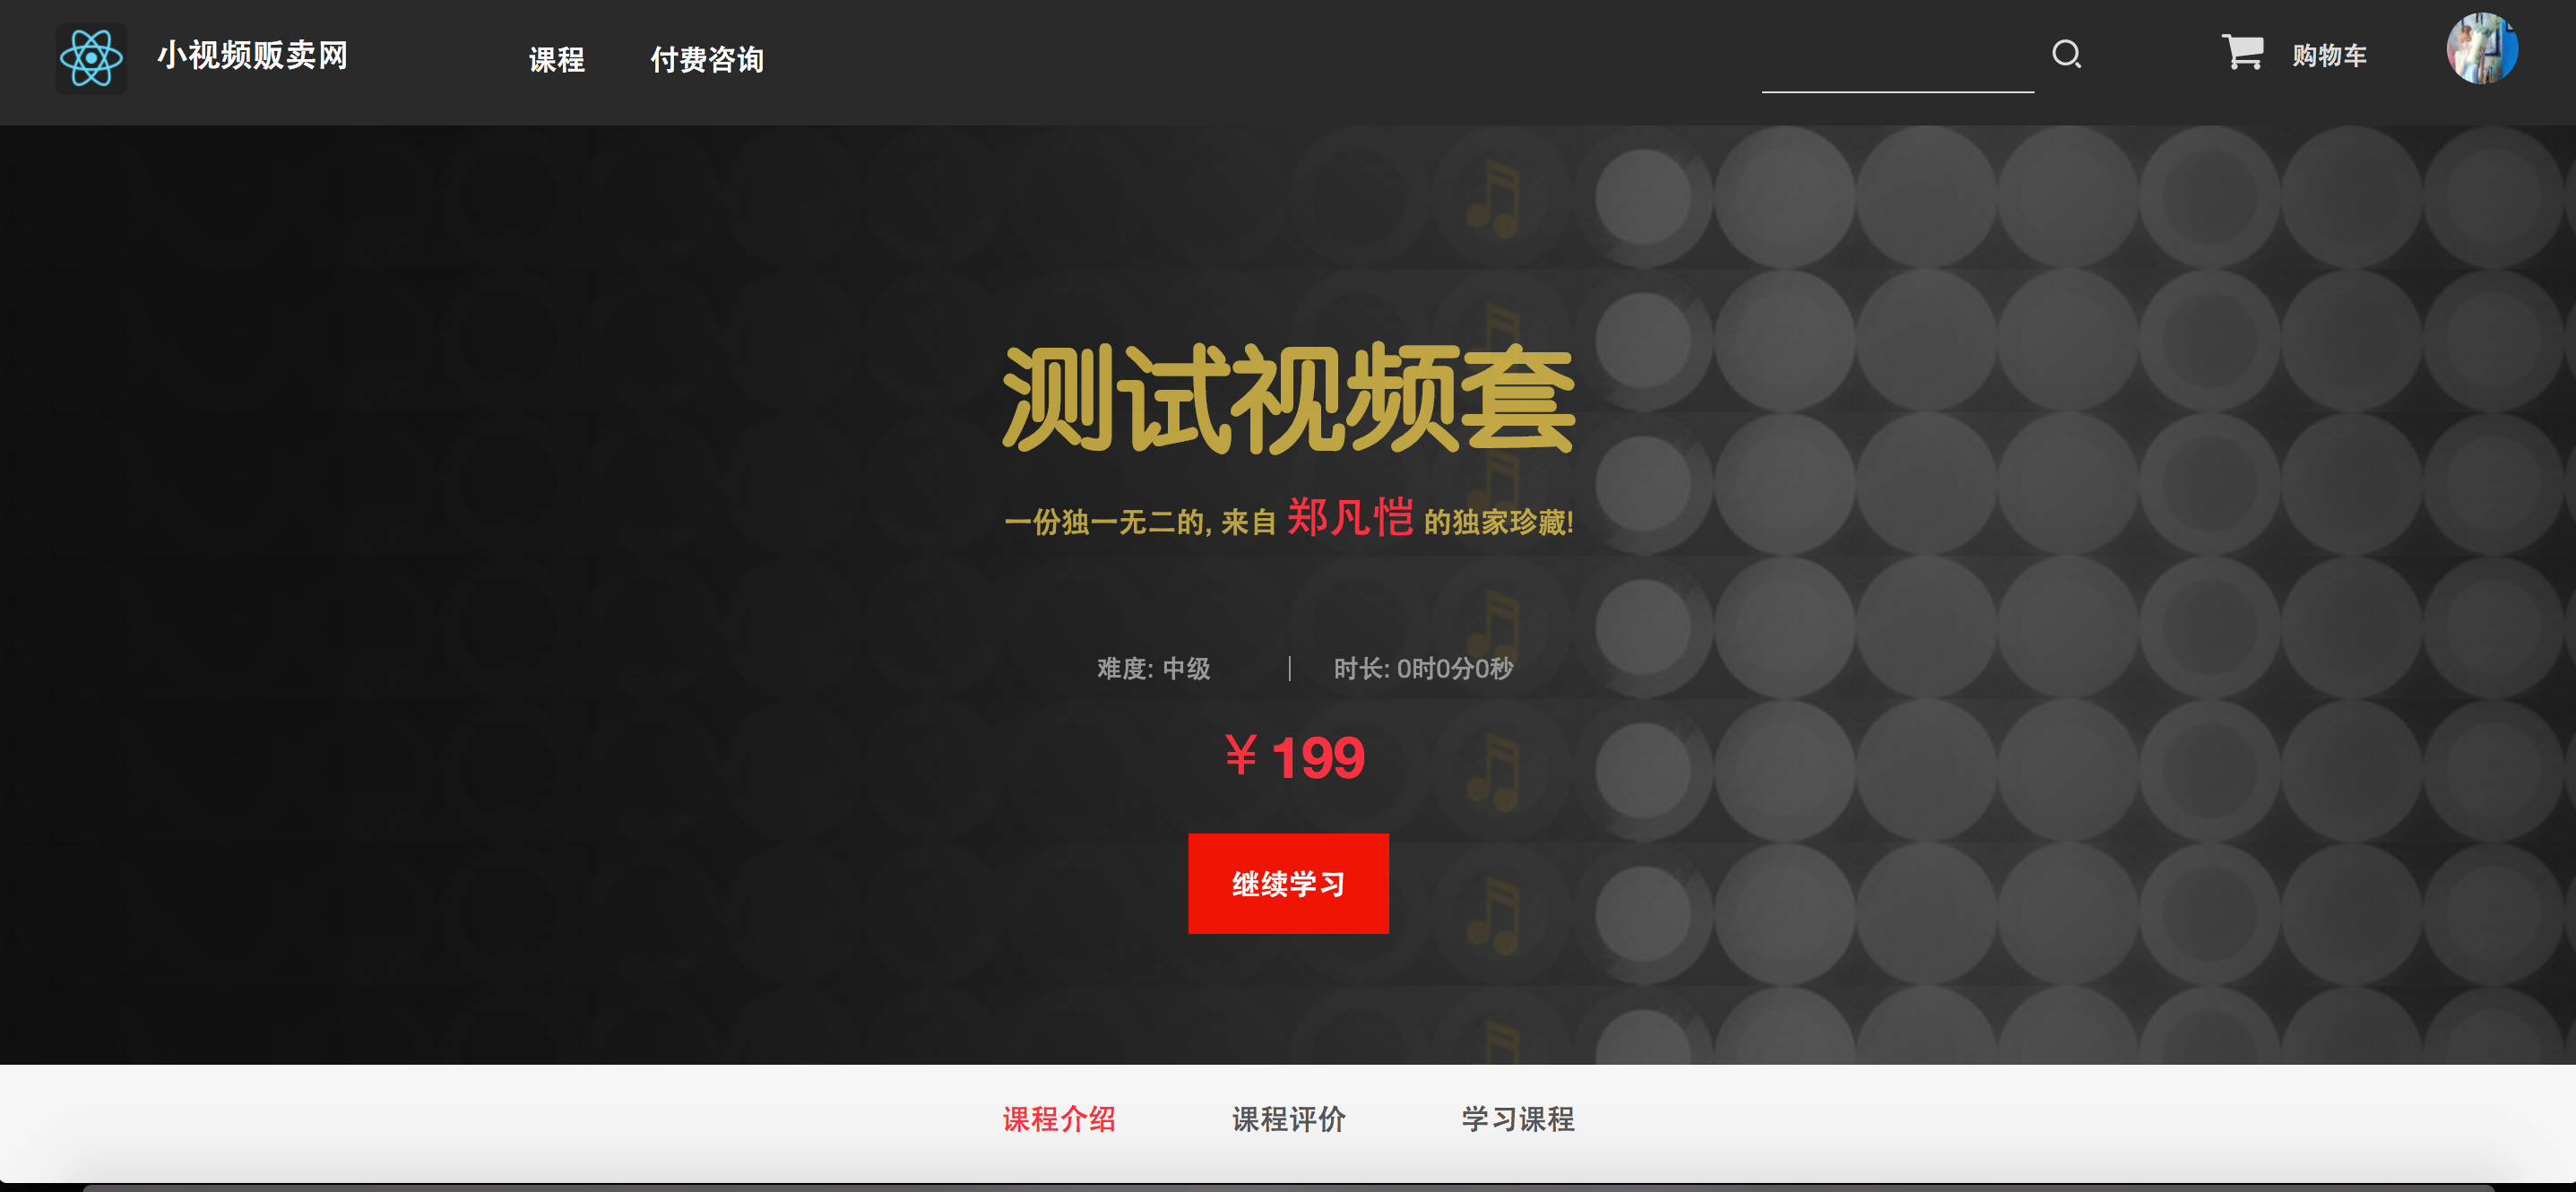 小视频贩卖网
课程
付费咨询
购物车
测试视频套
一份独一无二的, 来自 郑凡恺 的独家珍藏!
难度: 中级 | 时长: 0时0分0秒
¥ 199
继续学习
课程介绍
课程评价
学习课程